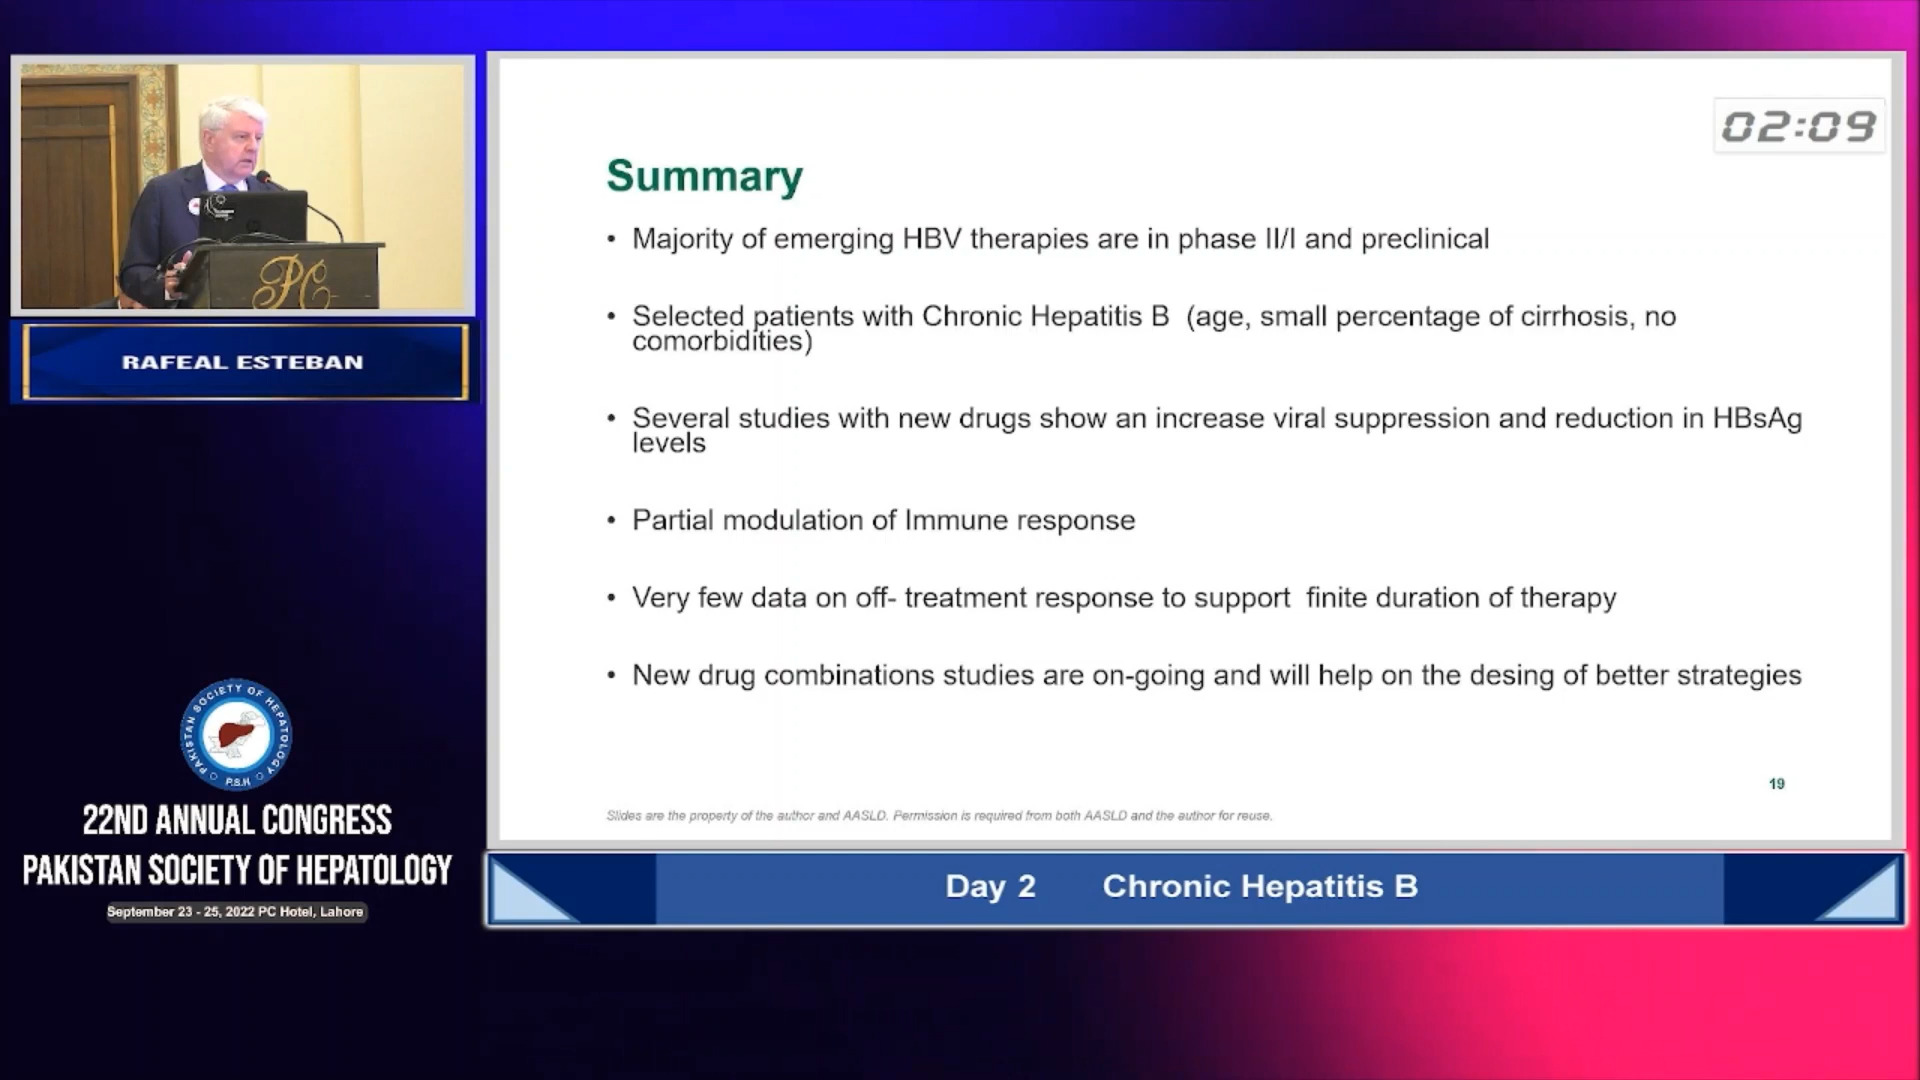 02:09
Summary
• Majority of emerging HBV therapies are in phase II/I and preclinical
• Selected patients with Chronic Hepatitis B (age, small percentage of cirrhosis, no
comorbidities)
• Several studies with new drugs show an increase viral suppression and reduction in HBsAg
levels
• Partial modulation of Immune response
• Very few data on off- treatment response to support finite duration of therapy
• New drug combinations studies are on-going and will help on the desing of better strategies
19
Slides are the property of the author and AASLD. Permission is required from both AASLD and the author for reuse.
PC
RAFEAL ESTEBAN
PAKISTAN SOCIETY OF HEPATOLOGY
P.S.H
22ND ANNUAL CONGRESS
PAKISTAN SOCIETY OF HEPATOLOGY
September 23 - 25, 2022 PC Hotel, Lahore
Day 2 Chronic Hepatitis B